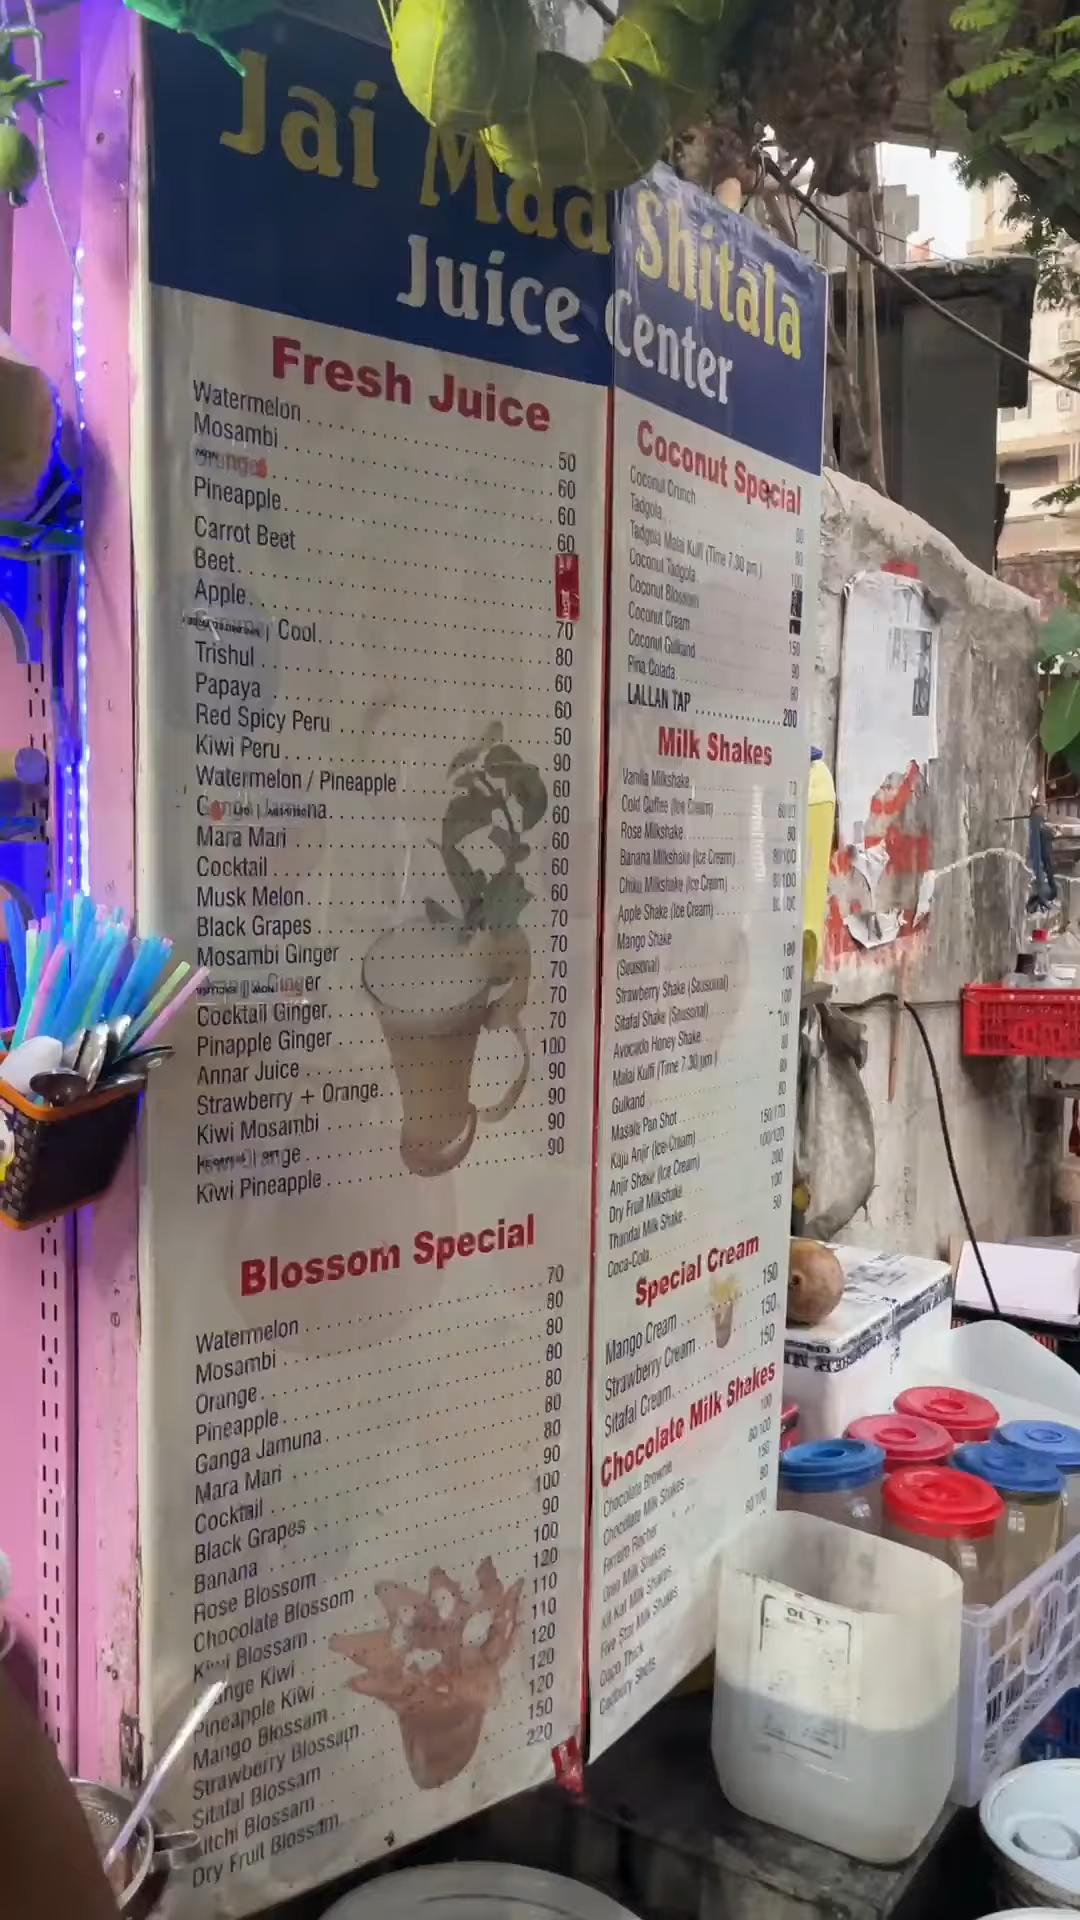 Jai Maa Shitala
Juice Center
Fresh Juice
Watermelon 50
Mosambi 60
60
Pineapple 60
Carrot Beet
Beet
Apple 70
Cool 80
Trishul 60
Papaya 60
Red Spicy Peru 50
Kiwi Peru 90
Watermelon / Pineapple 60
60
Mara Mari 60
Cocktail 60
Musk Melon 60
Black Grapes 70
Mosambi Ginger 70
70
Cocktail Ginger 70
Pinapple Ginger 70
Annar Juice 100
Strawberry + Orange 90
Kiwi Mosambi 90
90
Kiwi Pineapple 90
Blossom Special
Watermelon 70
Mosambi 80
Orange 80
Pineapple 80
Ganga Jamuna 80
Mara Mari 80
Cocktail 80
Black Grapes 90
Banana 100
Rose Blossom 90
Chocolate Blossom 100
Kiwi Blossam 120
Kiwi 110
Pineapple Kiwi 110
Mango Blossam 120
Strawberry Blossam 120
Sitafal Blossam 120
Blossam 150
Dry Fruit Blossam 220
Coconut Special
Coconut Crunch
Tadgola
Tadgola Malai Kulfi (Time 7.30 pm)
Coconut Tadgola
Coconut Blossom
Coconut Cream
Coconut Gulkand
Pina Colada
LALLAN TAP 200
Milk Shakes
Vanilla Milkshake
Cold Coffee (Ice Cream)
Rose Milkshake
Banana Milkshake (Ice Cream)
Chiku Milkshake (Ice Cream)
Apple Shake (Ice Cream)
Mango Shake
(Seasonal)
Strawberry Shake (Seasonal)
Sitafal Shake (Seasonal)
Avocado Honey Shake
Malai Kulfi (Time 7.30 pm)
Gulkand
Masala Pan Shot
Kaju Anjir (Ice Cream)
Anjir Shake (Ice Cream)
Dry Fruit Milkshake
Thandai Milk Shake
Coca-Cola
Special Cream
Mango Cream 150
Strawberry Cream 150
Sitafal Cream 150
Chocolate Milk Shakes
Chocolate Brownie
Chocolate Milk Shakes
Ferrero Rocher
Oreo Milk Shakes
Kit Kat Milk Shakes
Five Star Milk Shakes
Coco Thick
Cadbury Shots